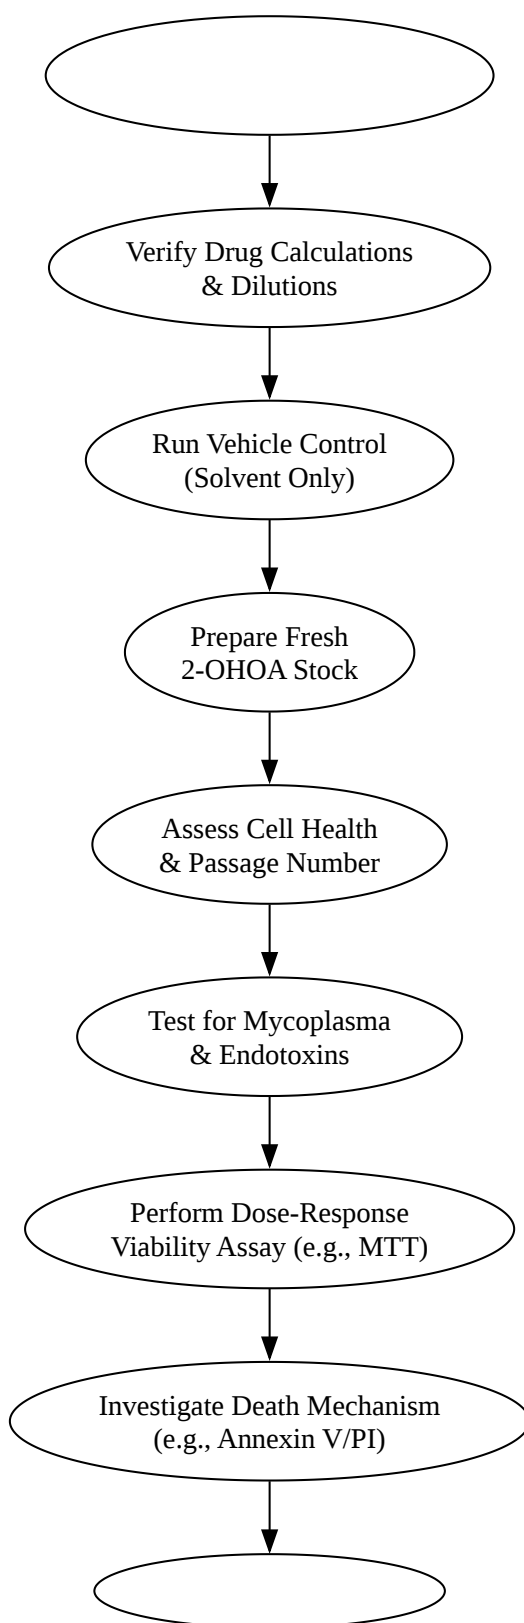 Verify Drug Calculations
& Dilutions
Run Vehicle Control
(Solvent Only)
Prepare Fresh
2-OHOA Stock
Assess Cell Health
& Passage Number
Test for Mycoplasma
& Endotoxins
Perform Dose-Response
Viability Assay (e.g., MTT)
Investigate Death Mechanism
(e.g., Annexin V/PI)